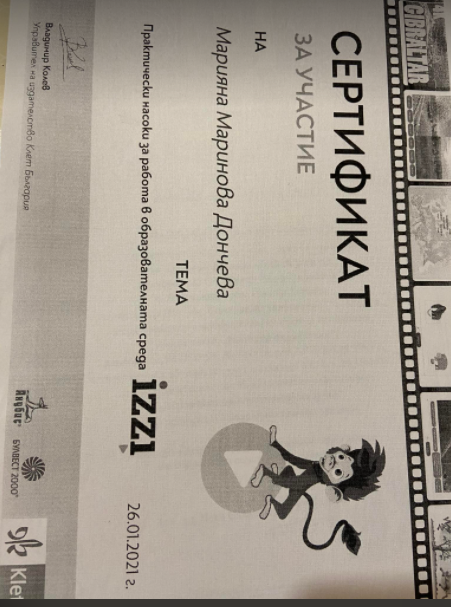 GIBRALTAR
СЕРТИФИКАТ
ЗА УЧАСТИЕ
НА
Марияна Маринова Дончева
ТЕМА
Практически насоки за работа в образователната среда izzi
26.01.2021 г.
Владимир Колев
Управител на издателство Клет България
Анубис®
БУЛВЕСТ 2000®
Klet